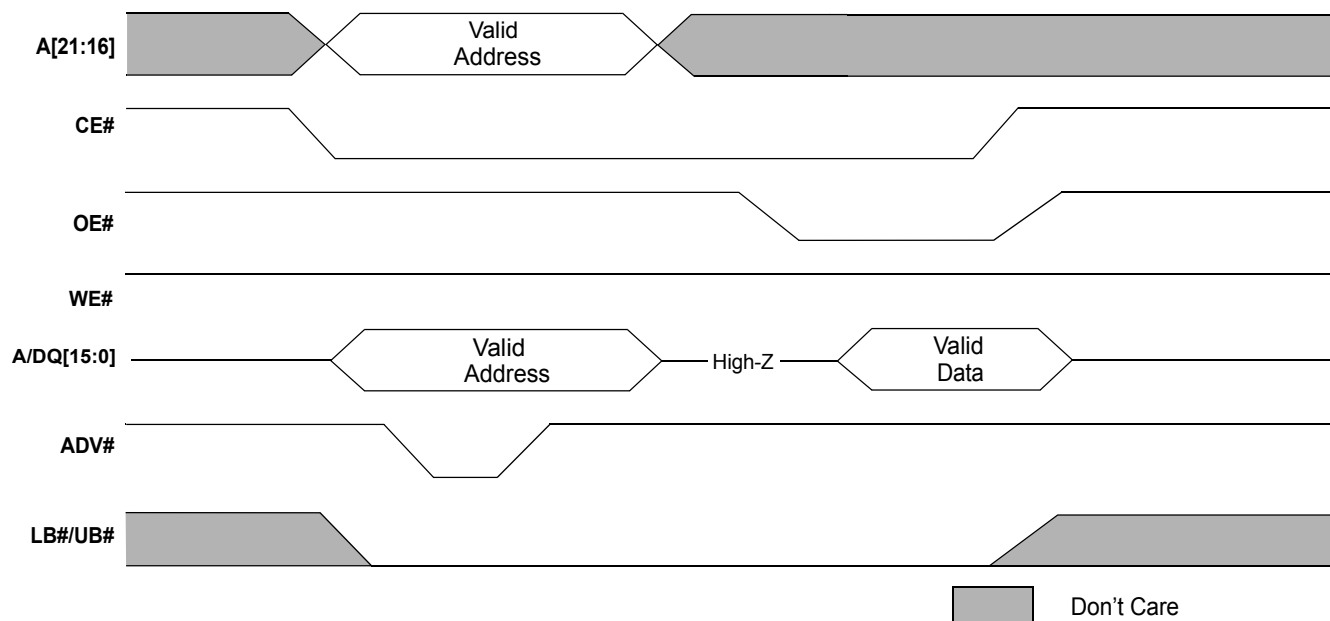 A[21:16]
Valid
Address
CE#
OE#
WE#
A/DQ[15:0]
Valid
Address
High-Z
Valid
Data
ADV#
LB#/UB#
Don't Care